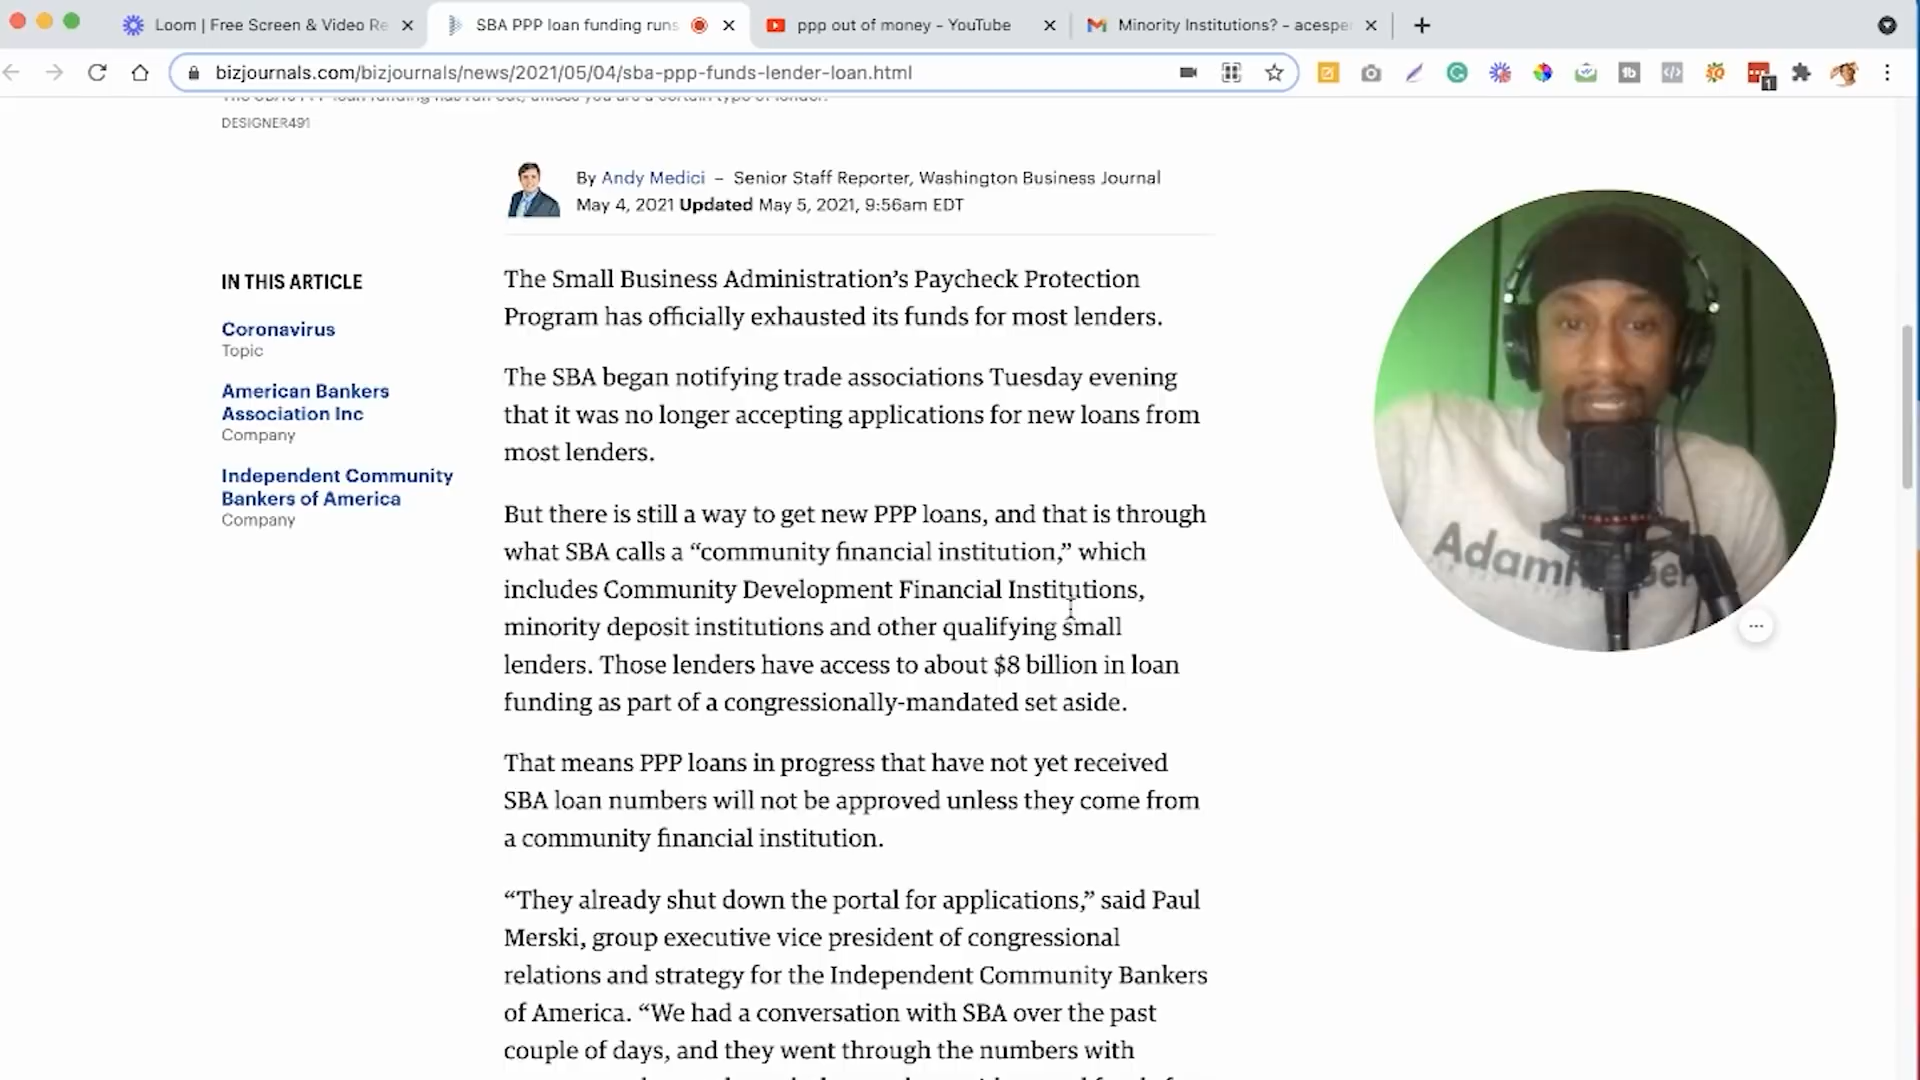 Loom | Free Screen & Video Re
SBA PPP loan funding runs
ppp out of money - YouTube
Minority Institutions? - acespe
bizjournals.com/bizjournals/news/2021/05/04/sba-ppp-funds-lender-loan.html
DESIGNER491
By Andy Medici – Senior Staff Reporter, Washington Business Journal
May 4, 2021 Updated May 5, 2021, 9:56am EDT
IN THIS ARTICLE
Coronavirus
Topic
American Bankers
Association Inc
Company
Independent Community
Bankers of America
Company
The Small Business Administration’s Paycheck Protection
Program has officially exhausted its funds for most lenders.
The SBA began notifying trade associations Tuesday evening
that it was no longer accepting applications for new loans from
most lenders.
But there is still a way to get new PPP loans, and that is through
what SBA calls a “community financial institution,” which
includes Community Development Financial Institutions,
minority deposit institutions and other qualifying small
lenders. Those lenders have access to about $8 billion in loan
funding as part of a congressionally-mandated set aside.
That means PPP loans in progress that have not yet received
SBA loan numbers will not be approved unless they come from
a community financial institution.
“They already shut down the portal for applications,” said Paul
Merski, group executive vice president of congressional
relations and strategy for the Independent Community Bankers
of America. “We had a conversation with SBA over the past
couple of days, and they went through the numbers with